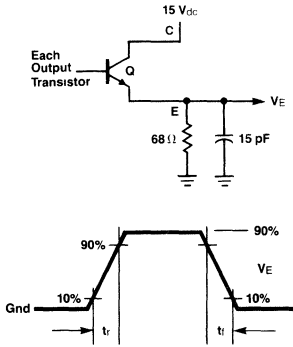 15 Vdc
C
Each
Output
Transistor
Q
E
VE
68 Ω
15 pF
90%
90%
VE
10%
10%
Gnd
tr
tf